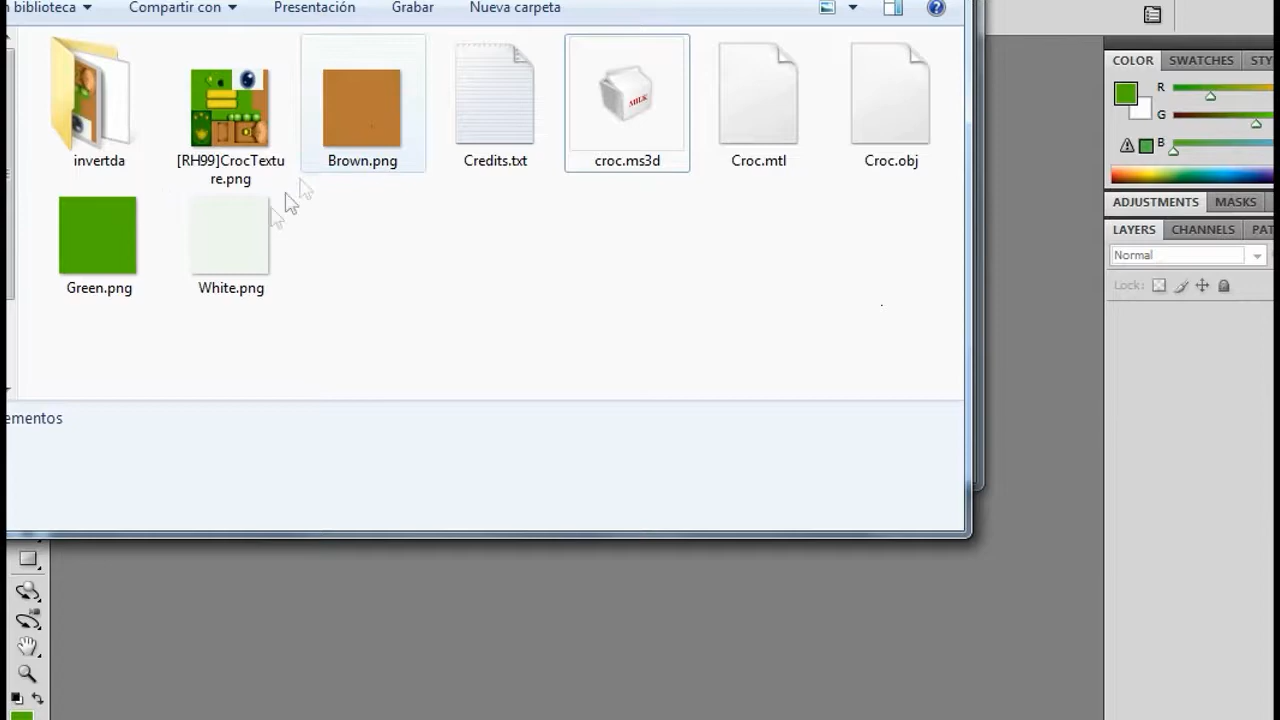 n biblioteca
Compartir con
Presentación
Grabar
Nueva carpeta
invertda
[RH99]CrocTextu
re.png
Brown.png
Credits.txt
MILK
croc.ms3d
Croc.mtl
Croc.obj
Green.png
White.png
ementos
COLOR
SWATCHES
STY
R
G
B
ADJUSTMENTS
MASKS
LAYERS
CHANNELS
PAT
Normal
Lock: